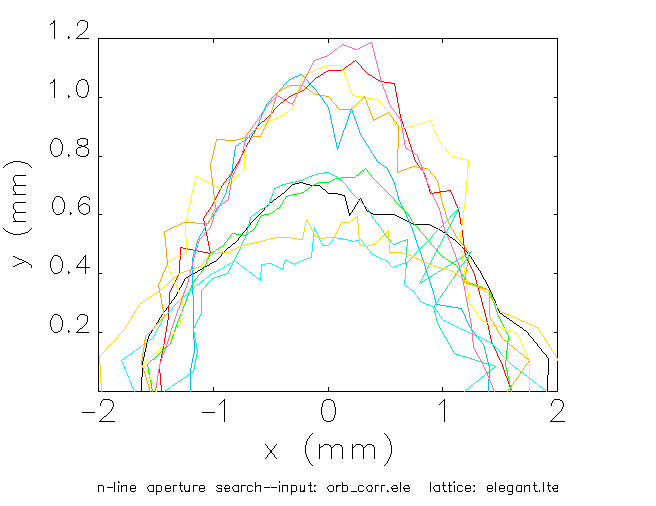 1.2
1.0
0.8
0.6
0.4
0.2
y (mm)
-2 -1 0 1 2
x (mm)
n-line aperture search--input: orb_corr.ele lattice: elegant.lte